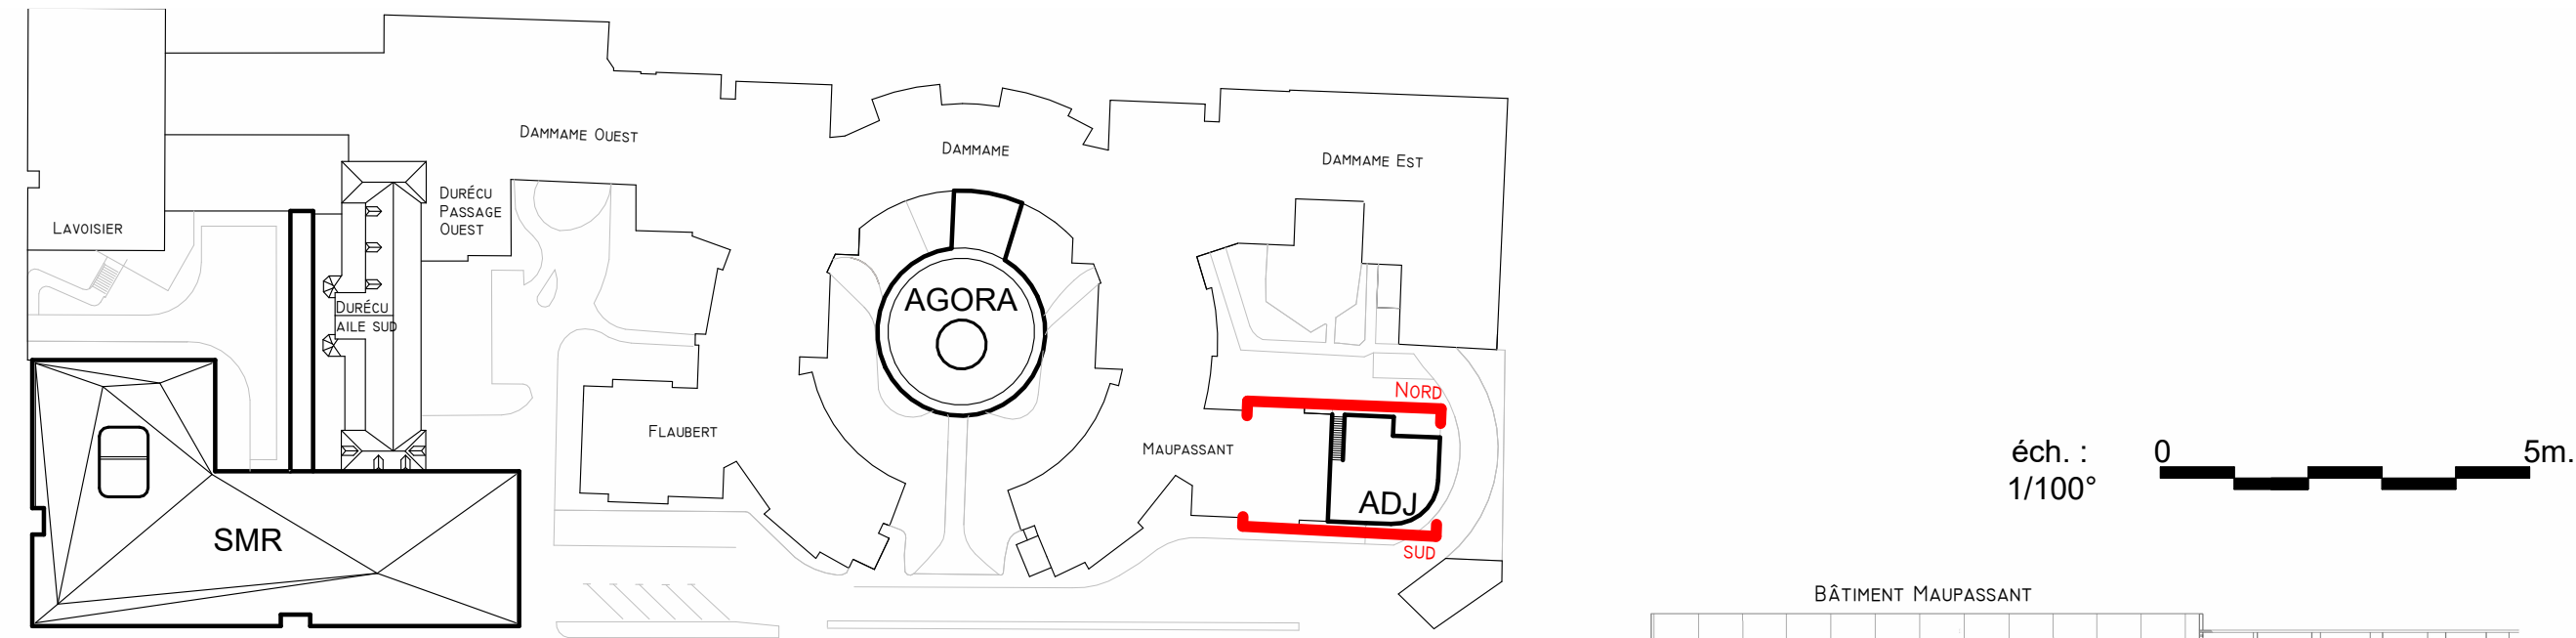 DAMMAME OUEST
DAMMAME
DAMMAME EST
DURÉCU
PASSAGE
OUEST
LAVOISIER
AGORA
DURÉCU
AILE SUD
NORD
FLAUBERT
MAUPASSANT
ADJ
SMR
SUD
éch. :
1/100°
0
5m.
BÂTIMENT MAUPASSANT